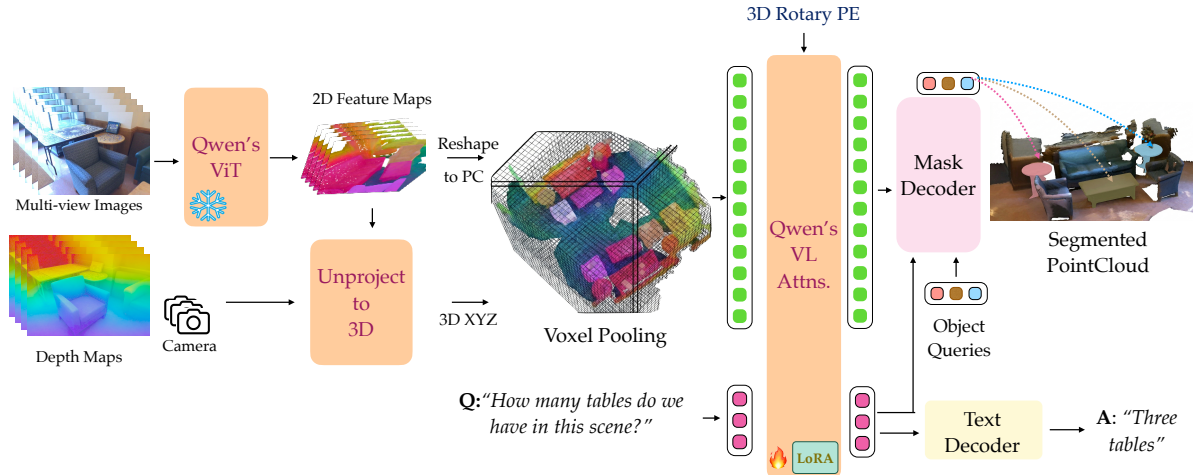 3D Rotary PE
2D Feature Maps
Qwen's
ViT
Reshape
to PC
Multi-view Images
Mask
Decoder
Unproject
to
3D
Qwen's
VL
Attns.
Segmented
PointCloud
3D XYZ
Voxel Pooling
Camera
Depth Maps
Object
Queries
Q:“How many tables do we
have in this scene?”
Text
Decoder
A: “Three
tables”
LoRA